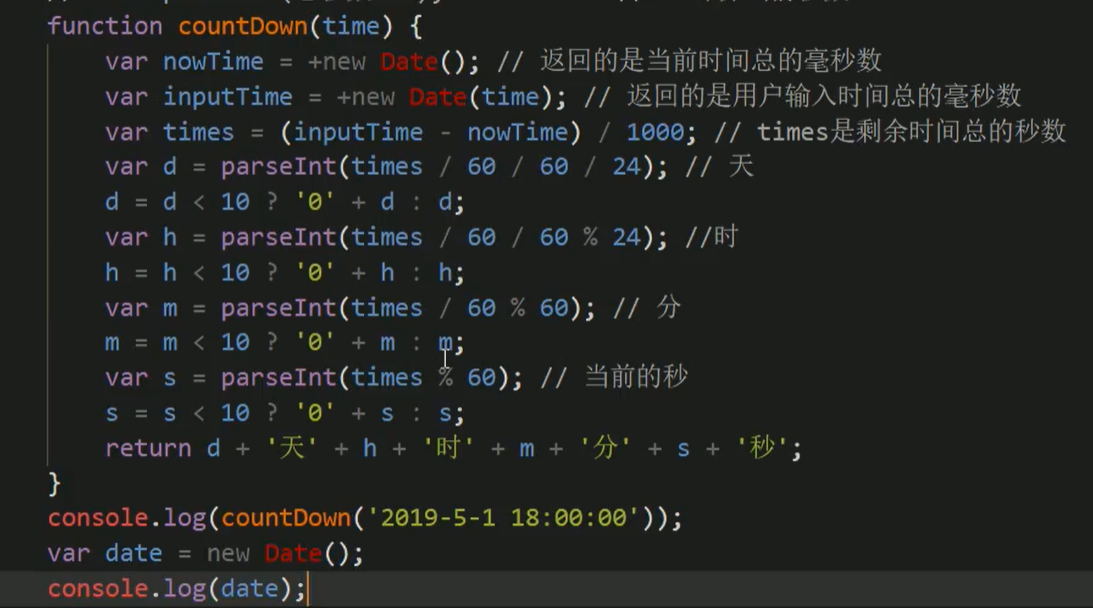 function countDown(time) {
var nowTime = +new Date(); // 返回的是当前时间总的毫秒数
var inputTime = +new Date(time); // 返回的是用户输入时间总的毫秒数
var times = (inputTime - nowTime) / 1000; // times是剩余时间总的秒数
var d = parseInt(times / 60 / 60 / 24); // 天
d = d < 10 ? '0' + d : d;
var h = parseInt(times / 60 / 60 % 24); //时
h = h < 10 ? '0' + h : h;
var m = parseInt(times / 60 % 60); // 分
m = m < 10 ? '0' + m : m;
var s = parseInt(times % 60); // 当前的秒
s = s < 10 ? '0' + s : s;
return d + '天' + h + '时' + m + '分' + s + '秒';
}
console.log(countDown('2019-5-1 18:00:00'));
var date = new Date();
console.log(date);